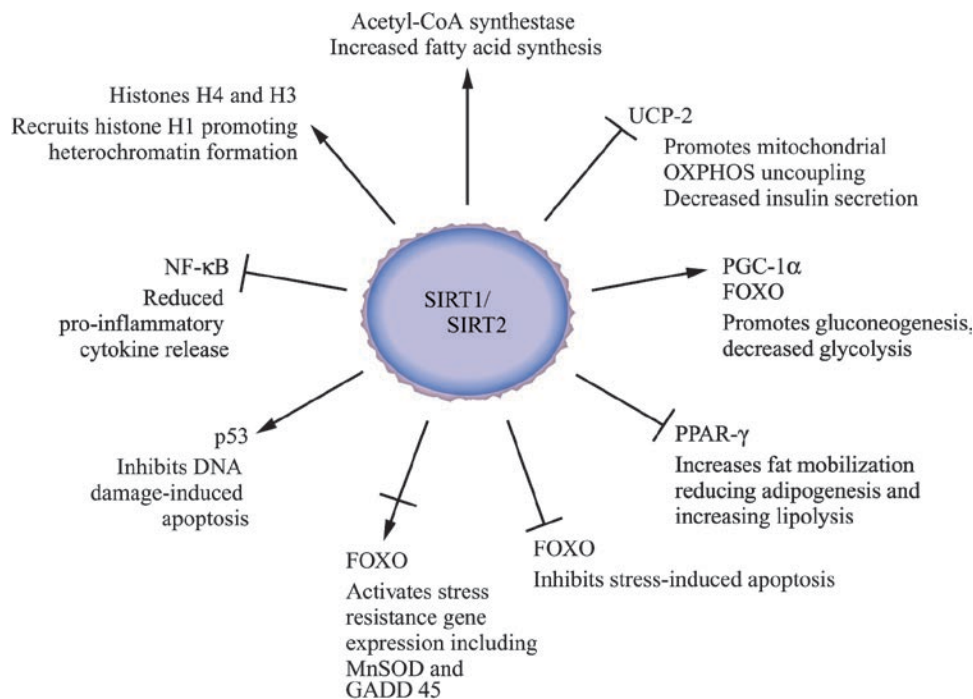 Acetyl-CoA synthestase
Increased fatty acid synthesis
Histones H4 and H3
Recruits histone H1 promoting
heterochromatin formation
UCP-2
Promotes mitochondrial
OXPHOS uncoupling
Decreased insulin secretion
NF-κB
Reduced
pro-inflammatory
cytokine release
SIRT1/
SIRT2
PGC-1α
FOXO
Promotes gluconeogenesis,
decreased glycolysis
p53
Inhibits DNA
damage-induced
apoptosis
PPAR-γ
Increases fat mobilization
reducing adipogenesis and
increasing lipolysis
FOXO
Activates stress
resistance gene
expression including
MnSOD and
GADD 45
FOXO
Inhibits stress-induced apoptosis